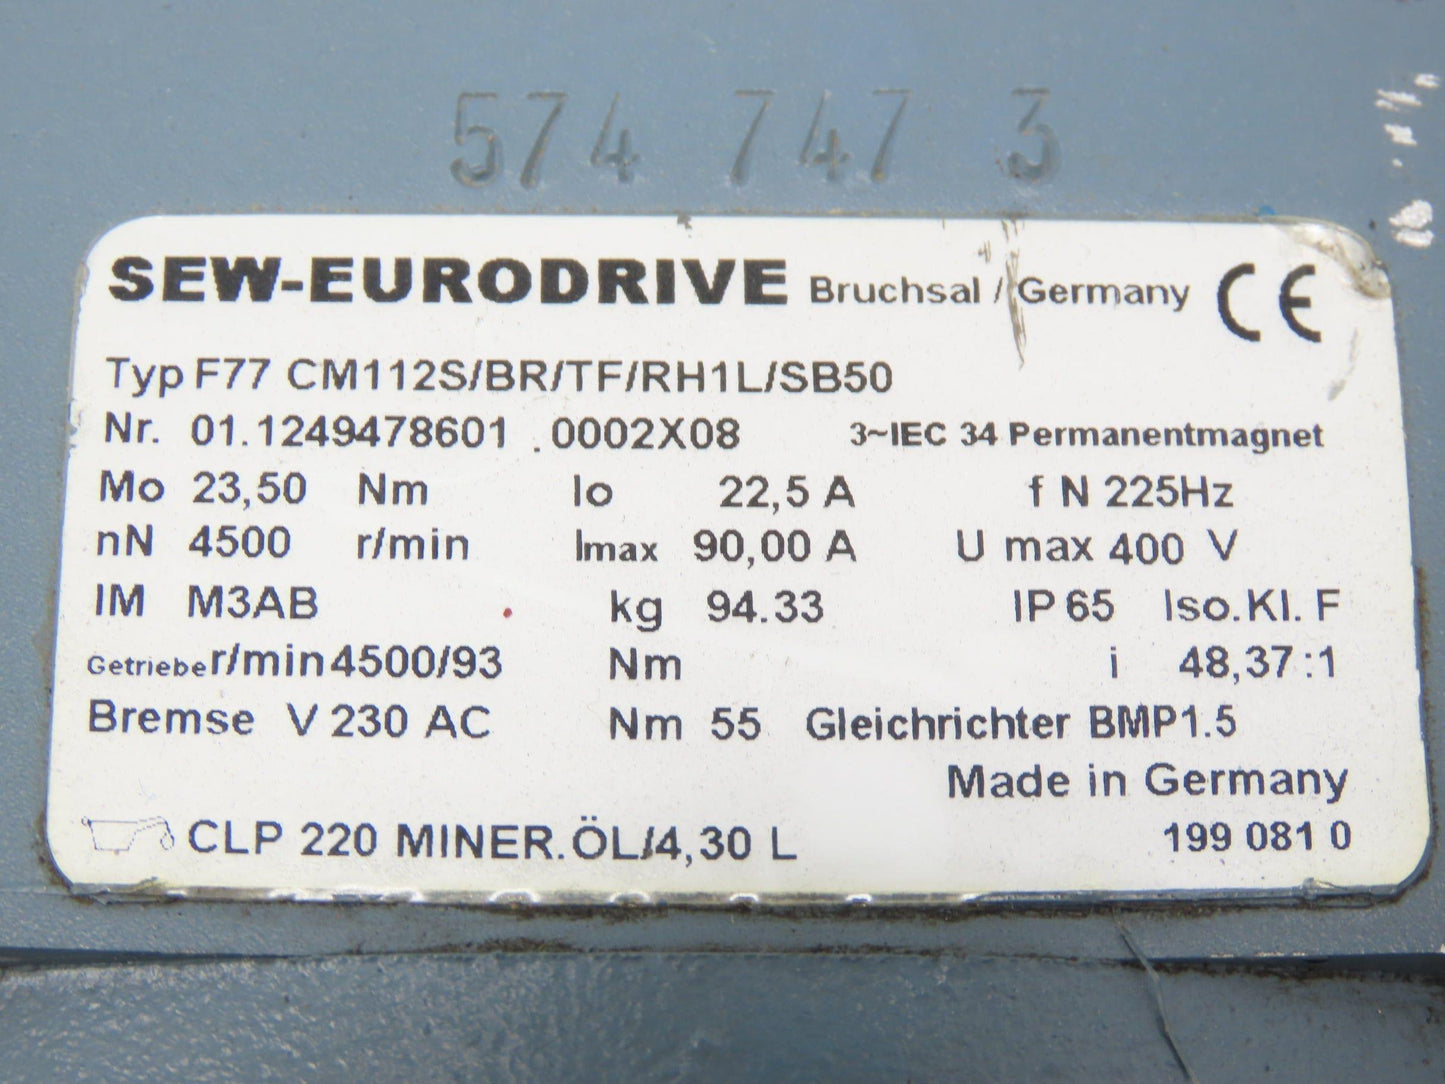 574 747 3
SEW-EURODRIVE Bruchsal / Germany CE
Typ F77 CM112S/BR/TF/RH1L/SB50
Nr. 01.1249478601 .0002X08 3~IEC 34 Permanentmagnet
Mo 23,50 Nm Io 22,5 A f N 225Hz
nN 4500 r/min Imax 90,00 A U max 400 V
IM M3AB kg 94.33 IP 65 Iso.Kl. F
Getriebe r/min 4500/93 Nm i 48,37 :1
Bremse V 230 AC Nm 55 Gleichrichter BMP1.5
Made in Germany
CLP 220 MINER.ÖL/4,30 L 199 081 0